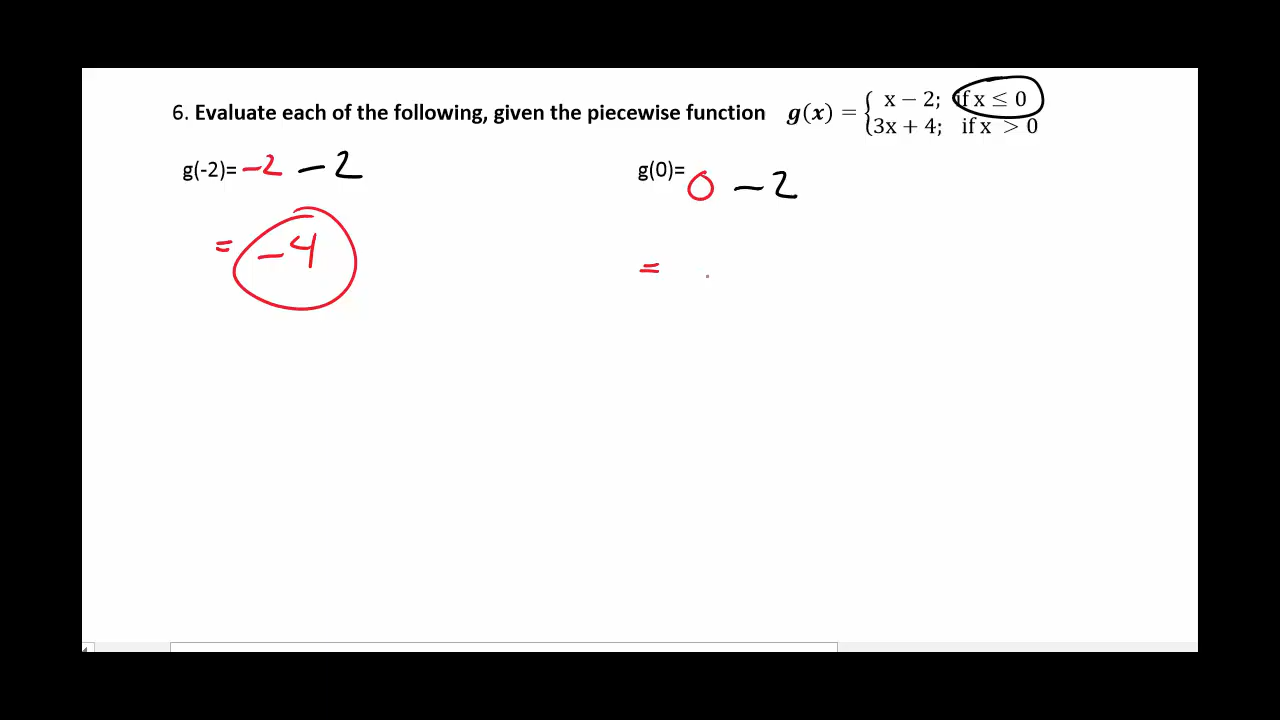 6. Evaluate each of the following, given the piecewise function g(x) = { x − 2; if x ≤ 0
3x + 4; if x > 0
g(-2)= -2 - 2
g(0)= 0 - 2
= -4
=